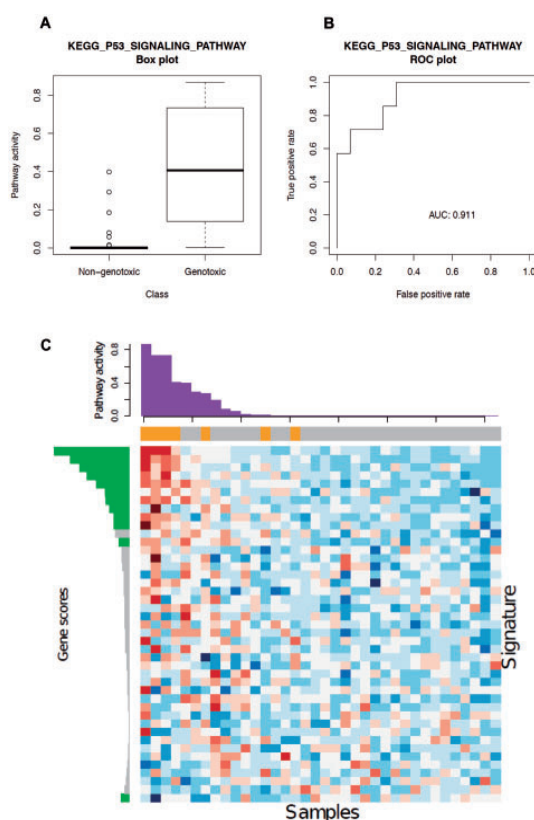 A
KEGG_P53_SIGNALING_PATHWAY
Box plot
Pathway activity
0.8
0.6
0.4
0.2
0.0
Non-genotoxic
Genotoxic
Class
B
KEGG_P53_SIGNALING_PATHWAY
ROC plot
True positive rate
1.0
0.8
0.6
0.4
0.2
0.0
AUC: 0.911
0.0 0.2 0.4 0.6 0.8 1.0
False positive rate
C
Pathway activity
0.8
0.4
0.0
Gene scores
Signature
Samples